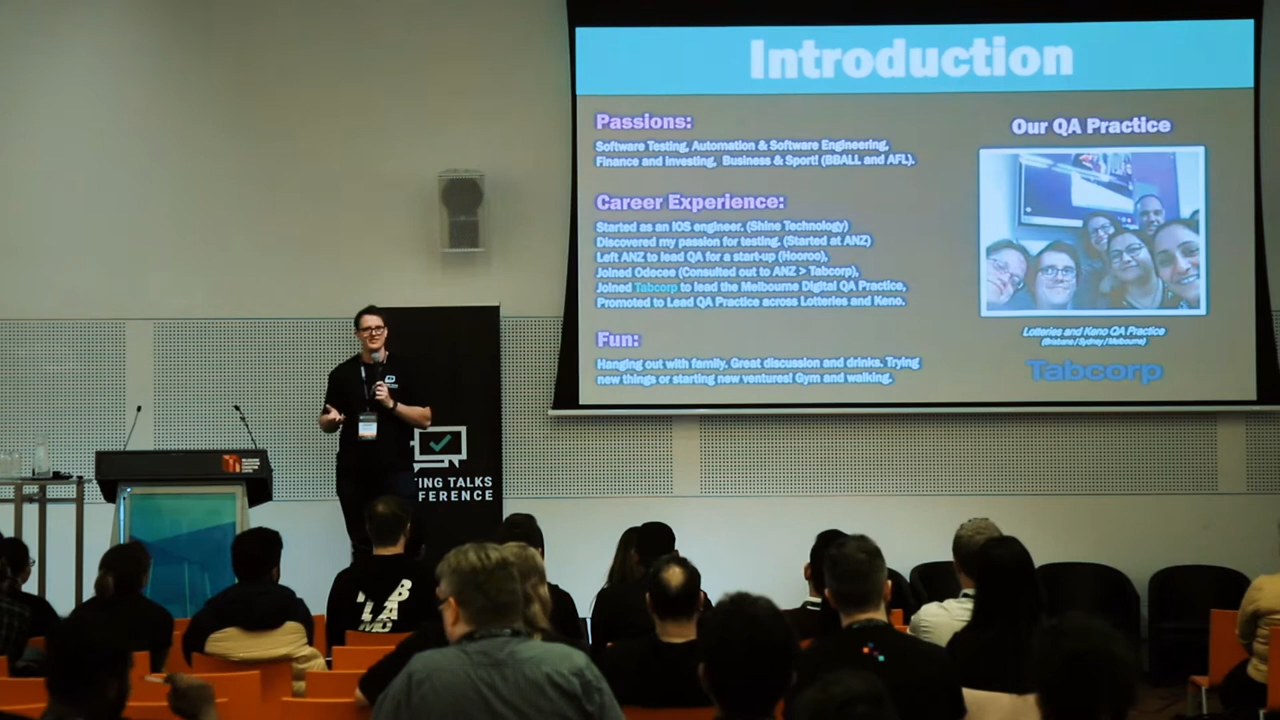 Introduction
Passions:
Software Testing, Automation & Software Engineering,
Finance and Investing, Business & Sport! (BBALL and AFL).
Career Experience:
Started as an IOS engineer. (Shine Technology)
Discovered my passion for testing. (Started at ANZ)
Left ANZ to lead QA for a start-up (Hooroo),
Joined Odecee (Consulted out to ANZ > Tabcorp),
Joined Tabcorp to lead the Melbourne Digital QA Practice,
Promoted to Lead QA Practice across Lotteries and Keno.
Fun:
Hanging out with family. Great discussion and drinks. Trying
new things or starting new ventures! Gym and walking.
Our QA Practice
Lotteries and Keno QA Practice
(Brisbane / Sydney / Melbourne)
Tabcorp
ING TALKS
FERENCE
MELBOURNE
CONVENTION
EXHIBITION
CENTRE